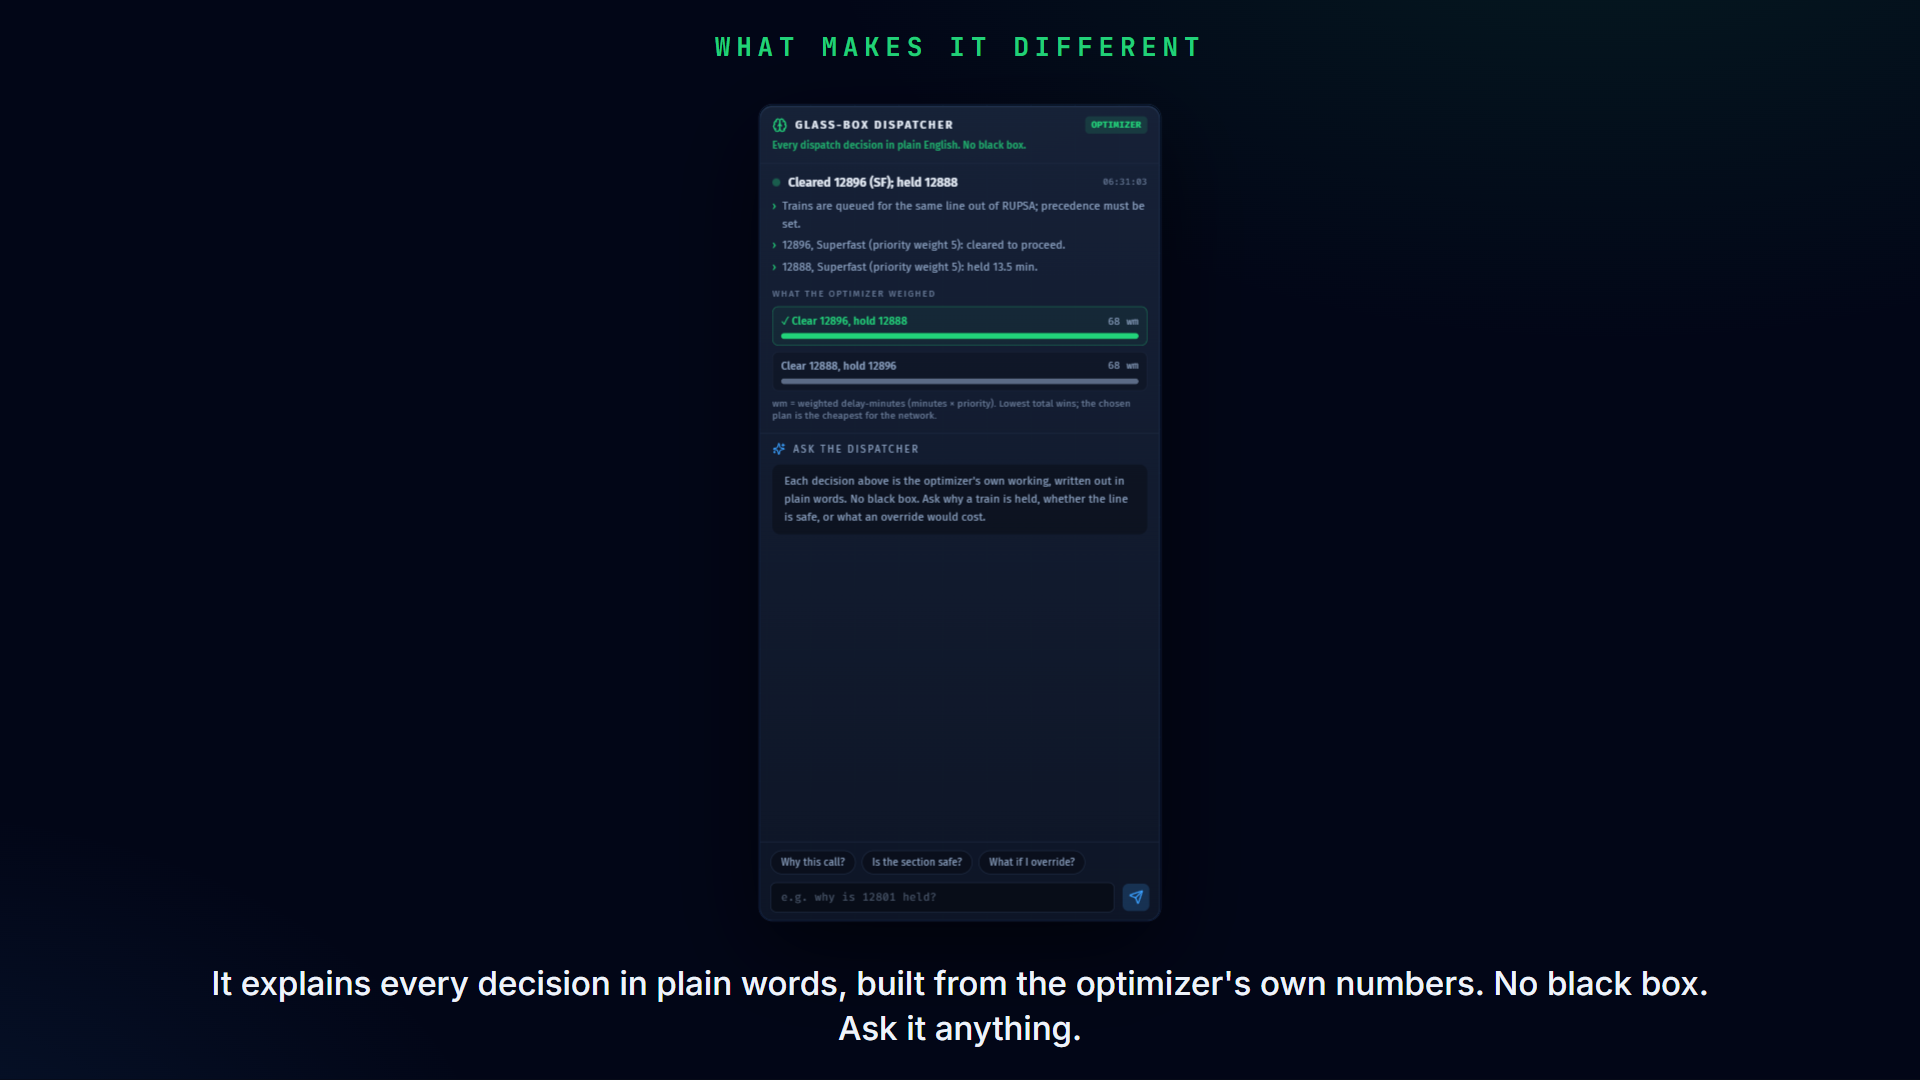 WHAT MAKES IT DIFFERENT
GLASS-BOX DISPATCHER
OPTIMIZER
Every dispatch decision in plain English. No black box.
Cleared 12896 (SF); held 12888
06:31:03
› Trains are queued for the same line out of RUPSA; precedence must be
set.
› 12896, Superfast (priority weight 5): cleared to proceed.
› 12888, Superfast (priority weight 5): held 13.5 min.
WHAT THE OPTIMIZER WEIGHED
✓ Clear 12896, hold 12888
68 wm
Clear 12888, hold 12896
68 wm
wm = weighted delay-minutes (minutes × priority). Lowest total wins; the chosen
plan is the cheapest for the network.
ASK THE DISPATCHER
Each decision above is the optimizer's own working, written out in
plain words. No black box. Ask why a train is held, whether the line
is safe, or what an override would cost.
Why this call?
Is the section safe?
What if I override?
e.g. why is 12801 held?
It explains every decision in plain words, built from the optimizer's own numbers. No black box.
Ask it anything.